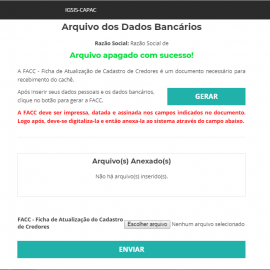 IGSIS-CAPAC
Arquivo dos Dados Bancários
Razão Social: Razão Social de
Arquivo apagado com sucesso!
A FACC - Ficha de Atualização de Cadastro de Credores é um documento necessário para
recebimento do cachê.
Após inserir seus dados pessoais e os dados bancários,
clique no botão para gerar a FACC.
GERAR
A FACC deve ser impressa, datada e assinada nos campos indicados no documento.
Logo após, deve-se digitaliza-la e então anexa-la ao sistema através do campo abaixo.
Arquivo(s) Anexado(s)
Não há arquivo(s) inserido(s).
FACC - Ficha de Atualização do Cadastro
de Credores
Escolher arquivo Nenhum arquivo selecionado
ENVIAR